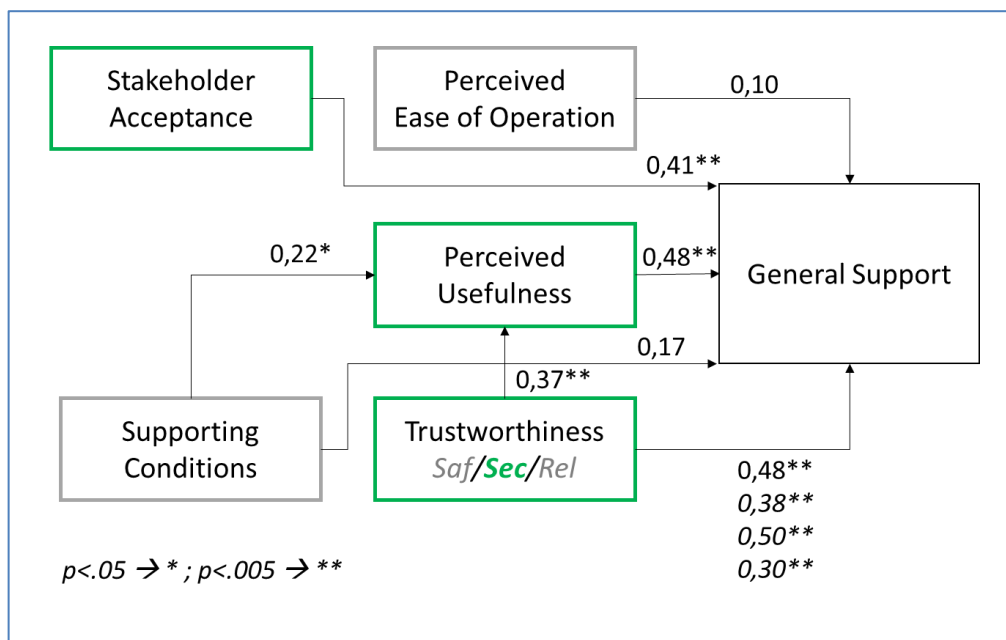 Stakeholder
Acceptance
Perceived
Ease of Operation
0,10
0,41**
0,22*
Perceived
Usefulness
0,48**
General Support
0,17
0,37**
Supporting
Conditions
Trustworthiness
Saf/Sec/Rel
0,48**
0,38**
0,50**
0,30**
p<.05 → * ; p<.005 → **